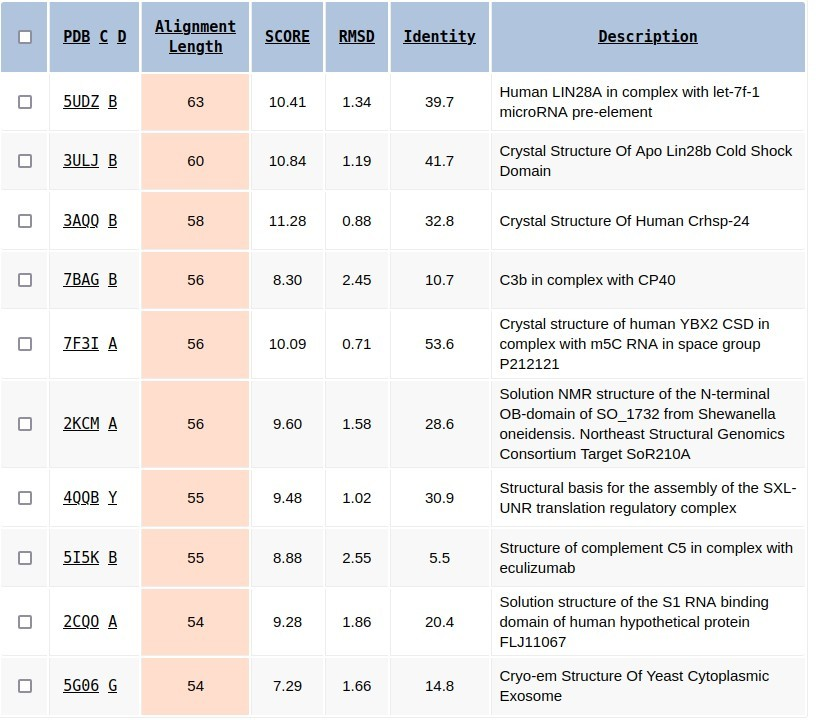 PDB C D Alignment Length SCORE RMSD Identity Description
5UDZ B 63 10.41 1.34 39.7 Human LIN28A in complex with let-7f-1
microRNA pre-element
3ULJ B 60 10.84 1.19 41.7 Crystal Structure Of Apo Lin28b Cold Shock
Domain
3AQQ B 58 11.28 0.88 32.8 Crystal Structure Of Human Crhsp-24
7BAG B 56 8.30 2.45 10.7 C3b in complex with CP40
7F3I A 56 10.09 0.71 53.6 Crystal structure of human YBX2 CSD in
complex with m5C RNA in space group
P212121
2KCM A 56 9.60 1.58 28.6 Solution NMR structure of the N-terminal
OB-domain of SO_1732 from Shewanella
oneidensis. Northeast Structural Genomics
Consortium Target SoR210A
4QQB Y 55 9.48 1.02 30.9 Structural basis for the assembly of the SXL-
UNR translation regulatory complex
5I5K B 55 8.88 2.55 5.5 Structure of complement C5 in complex with
eculizumab
2CQO A 54 9.28 1.86 20.4 Solution structure of the S1 RNA binding
domain of human hypothetical protein
FLJ11067
5G06 G 54 7.29 1.66 14.8 Cryo-em Structure Of Yeast Cytoplasmic
Exosome